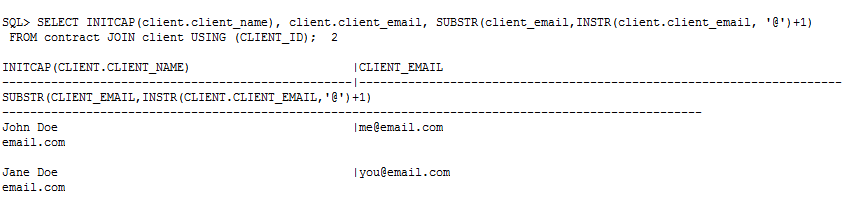 SQL> SELECT INITCAP(client.client_name), client.client_email, SUBSTR(client_email,INSTR(client.client_email, '@')+1)
FROM contract JOIN client USING (CLIENT_ID);  2
INITCAP(CLIENT.CLIENT_NAME) |CLIENT_EMAIL
--------------------------------------------------|---------------------------------------------------------------------
SUBSTR(CLIENT_EMAIL,INSTR(CLIENT.CLIENT_EMAIL,'@')+1)
----------------------------------------------------------------------------------------------------
John Doe |me@email.com
email.com
Jane Doe |you@email.com
email.com